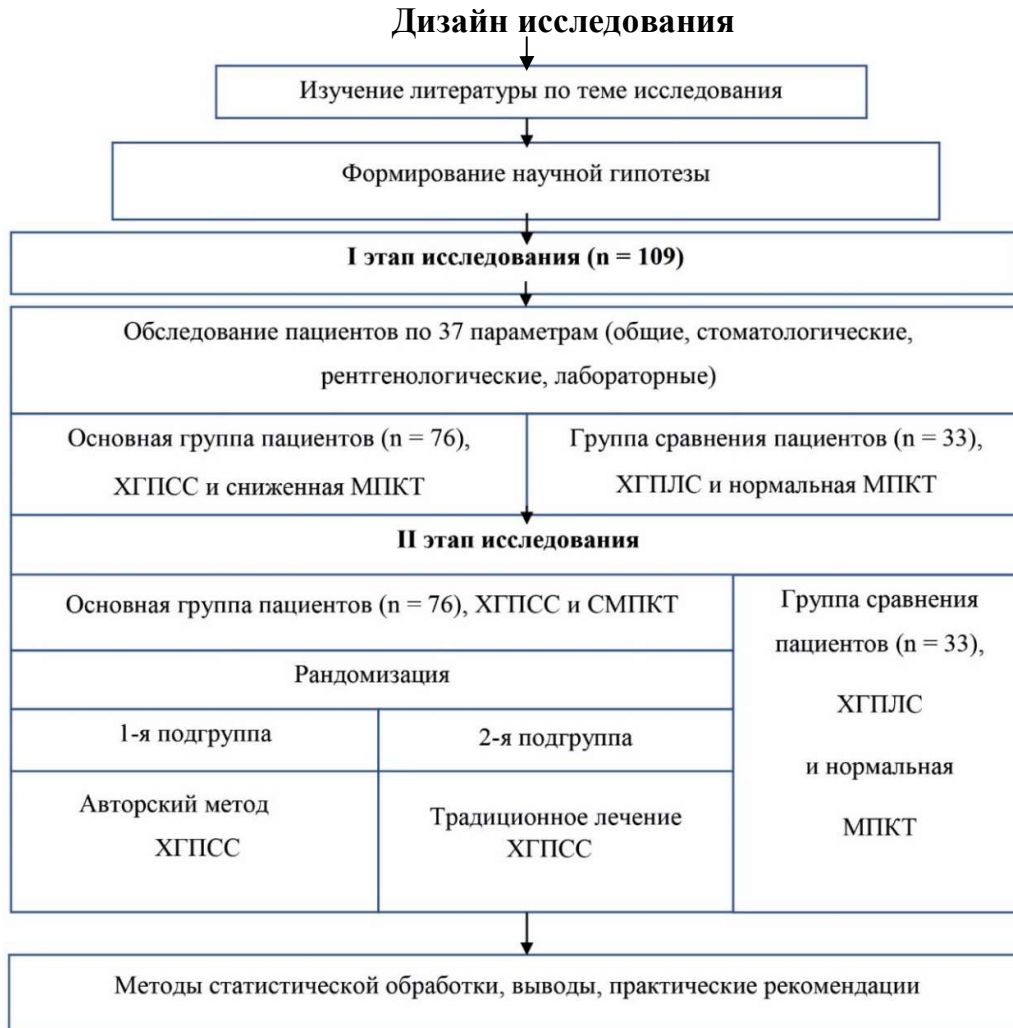 Дизайн исследования
Изучение литературы по теме исследования
Формирование научной гипотезы
I этап исследования (n = 109)
Обследование пациентов по 37 параметрам (общие, стоматологические,
рентгенологические, лабораторные)
Основная группа пациентов (n = 76),
ХГПСС и сниженная МПКТ
Группа сравнения пациентов (n = 33),
ХГПЛС и нормальная МПКТ
II этап исследования
Основная группа пациентов (n = 76), ХГПСС и СМПКТ
Рандомизация
1-я подгруппа
2-я подгруппа
Авторский метод
ХГПСС
Традиционное лечение
ХГПСС
Группа сравнения
пациентов (n = 33),
ХГПЛС
и нормальная
МПКТ
Методы статистической обработки, выводы, практические рекомендации